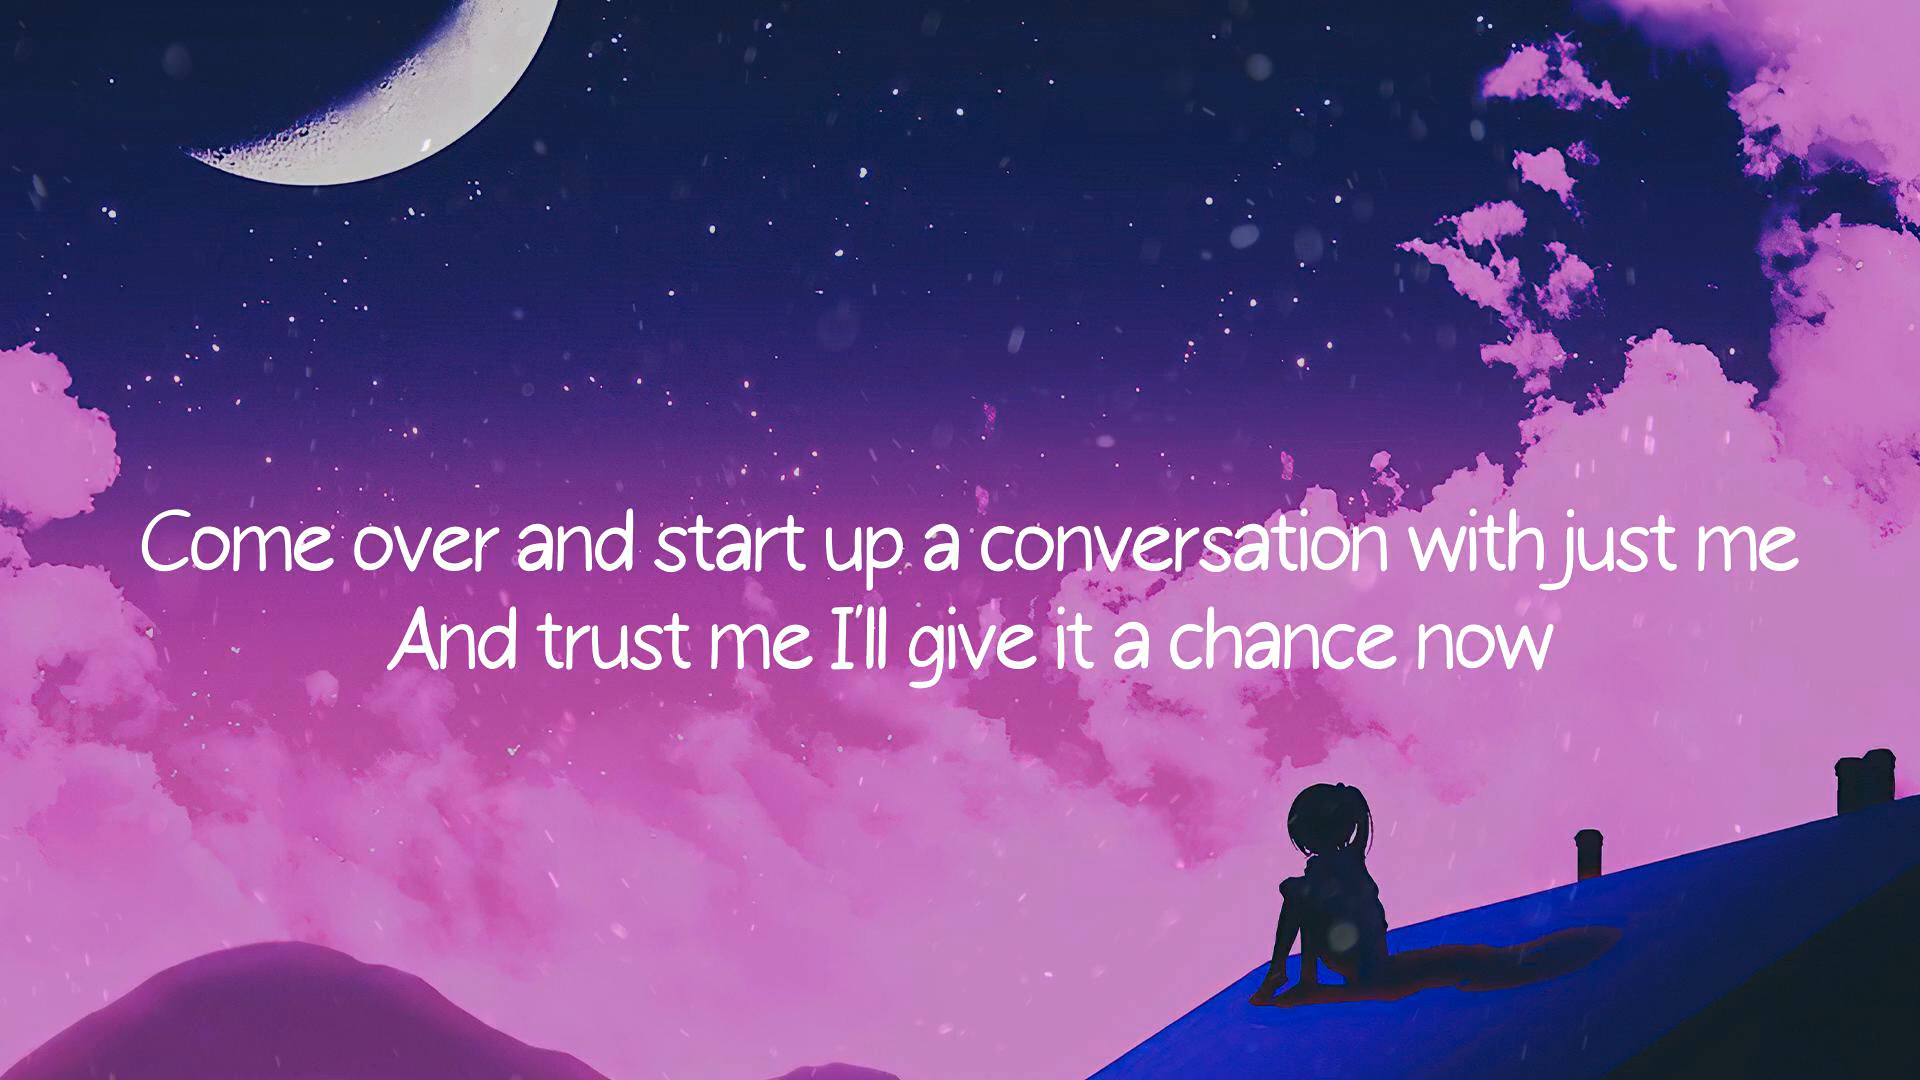 Come over and start up a conversation with just me
And trust me I'll give it a chance now